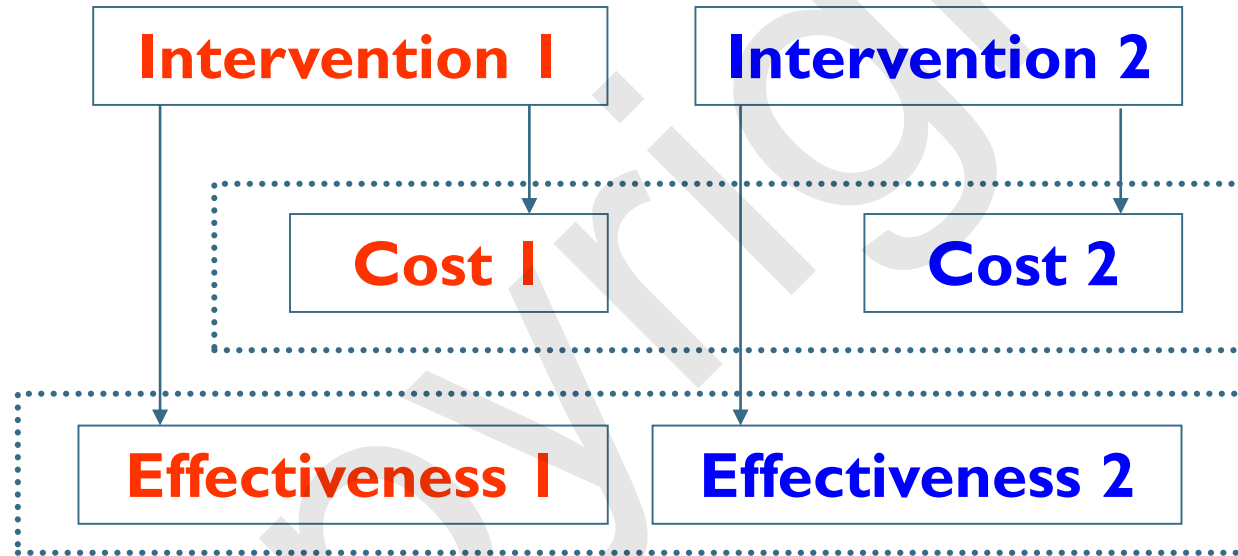 Intervention 1
Intervention 2
Cost 1
Cost 2
Effectiveness 1
Effectiveness 2